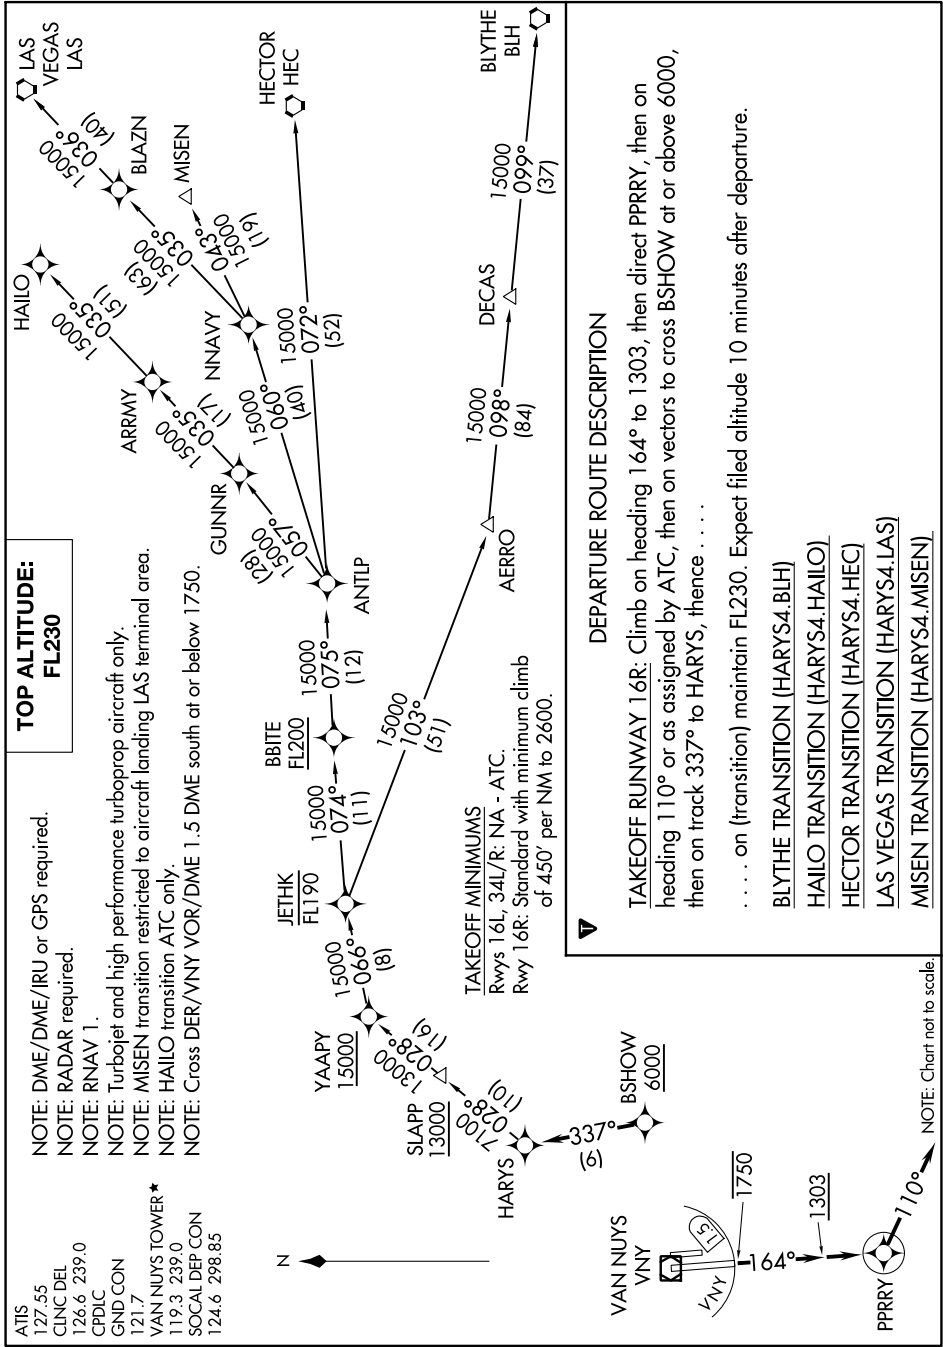 ATIS
127.55
CLNC DEL
126.6 239.0
CPDLC
GND CON
121.7
VAN NUYS TOWER★
119.3 239.0
SOCAL DEP CON
124.6 298.85
NOTE: DME/DME/IRU or GPS required.
NOTE: RADAR required.
NOTE: RNAV 1.
NOTE: Turbojet and high performance turboprop aircraft only.
NOTE: MISEN transition restricted to aircraft landing LAS terminal area.
NOTE: HAILO transition ATC only.
NOTE: Cross DER/VNY VOR/DME 1.5 DME south at or below 1750.
TOP ALTITUDE:
FL230
HAILO
15000
035°
(51)
ARRMY
15000
035°
(17)
GUNNR
15000
057°
(28)
LAS
VEGAS
LAS
15000
036°
(40)
BLAZN
15000
035°
(63)
MISEN
15000
043°
(19)
NNAVY
15000
060°
(40)
HECTOR
HEC
15000
072°
(52)
ANTLP
15000
075°
(12)
BBITE
FL200
15000
074°
(11)
JETHK
FL190
15000
066°
(8)
YAAPY
15000
13000
028°
(16)
SLAPP
13000
7100
028°
(10)
HARYS
337°
(6)
BSHOW
6000
15000
103°
(51)
AERRO
15000
098°
(84)
DECAS
15000
099°
(37)
BLYTHE
BLH
N
TAKEOFF MINIMUMS
Rwys 16L, 34L/R: NA - ATC.
Rwy 16R: Standard with minimum climb
of 450' per NM to 2600.
VAN NUYS
VNY
1.5
VNY
1750
164°
1303
PPRRY
110°
NOTE: Chart not to scale.
T
DEPARTURE ROUTE DESCRIPTION
TAKEOFF RUNWAY 16R: Climb on heading 164° to 1303, then direct PPRRY, then on
heading 110° or as assigned by ATC, then on vectors to cross BSHOW at or above 6000,
then on track 337° to HARYS, thence . . . .
. . . . on (transition) maintain FL230. Expect filed altitude 10 minutes after departure.
BLYTHE TRANSITION (HARYS4.BLH)
HAILO TRANSITION (HARYS4.HAILO)
HECTOR TRANSITION (HARYS4.HEC)
LAS VEGAS TRANSITION (HARYS4.LAS)
MISEN TRANSITION (HARYS4.MISEN)